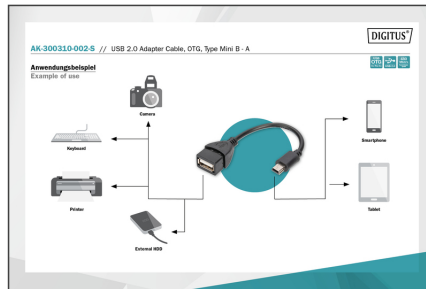 DIGITUS®
AK-300310-002-S // USB 2.0 Adapter Cable, OTG, Type Mini B - A
Anwendungsbeispiel
Example of use
OTG
Camera
Keyboard
Smartphone
Printer
Tablet
External HDD